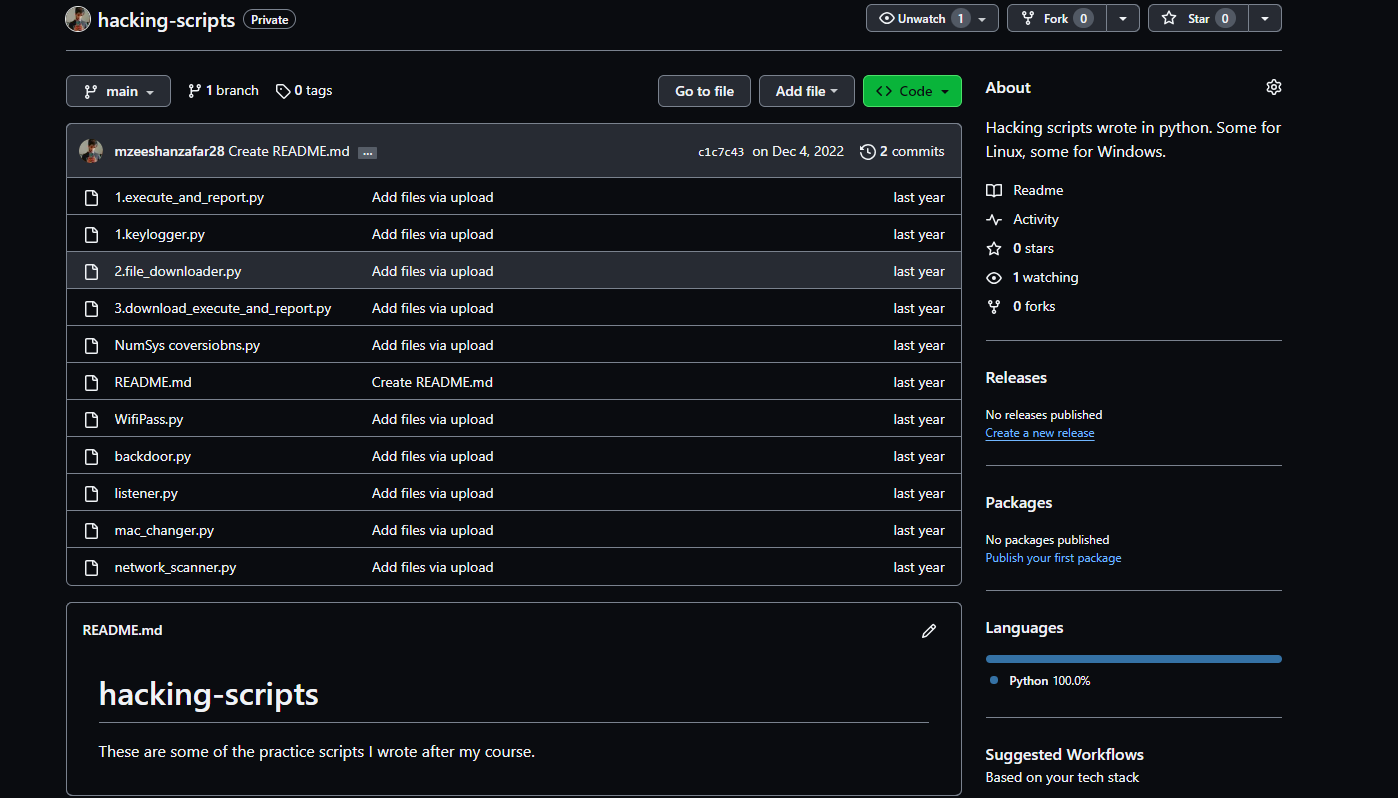 hacking-scripts Private
Unwatch 1
Fork 0
Star 0
main
1 branch
0 tags
Go to file
Add file
<> Code
mzeeshanzafar28 Create README.md ... c1c7c43 on Dec 4, 2022 2 commits
1.execute_and_report.py Add files via upload last year
1.keylogger.py Add files via upload last year
2.file_downloader.py Add files via upload last year
3.download_execute_and_report.py Add files via upload last year
NumSys coversiobns.py Add files via upload last year
README.md Create README.md last year
WifiPass.py Add files via upload last year
backdoor.py Add files via upload last year
listener.py Add files via upload last year
mac_changer.py Add files via upload last year
network_scanner.py Add files via upload last year
README.md
hacking-scripts
These are some of the practice scripts I wrote after my course.
About
Hacking scripts wrote in python. Some for
Linux, some for Windows.
Readme
Activity
0 stars
1 watching
0 forks
Releases
No releases published
Create a new release
Packages
No packages published
Publish your first package
Languages
Python 100.0%
Suggested Workflows
Based on your tech stack